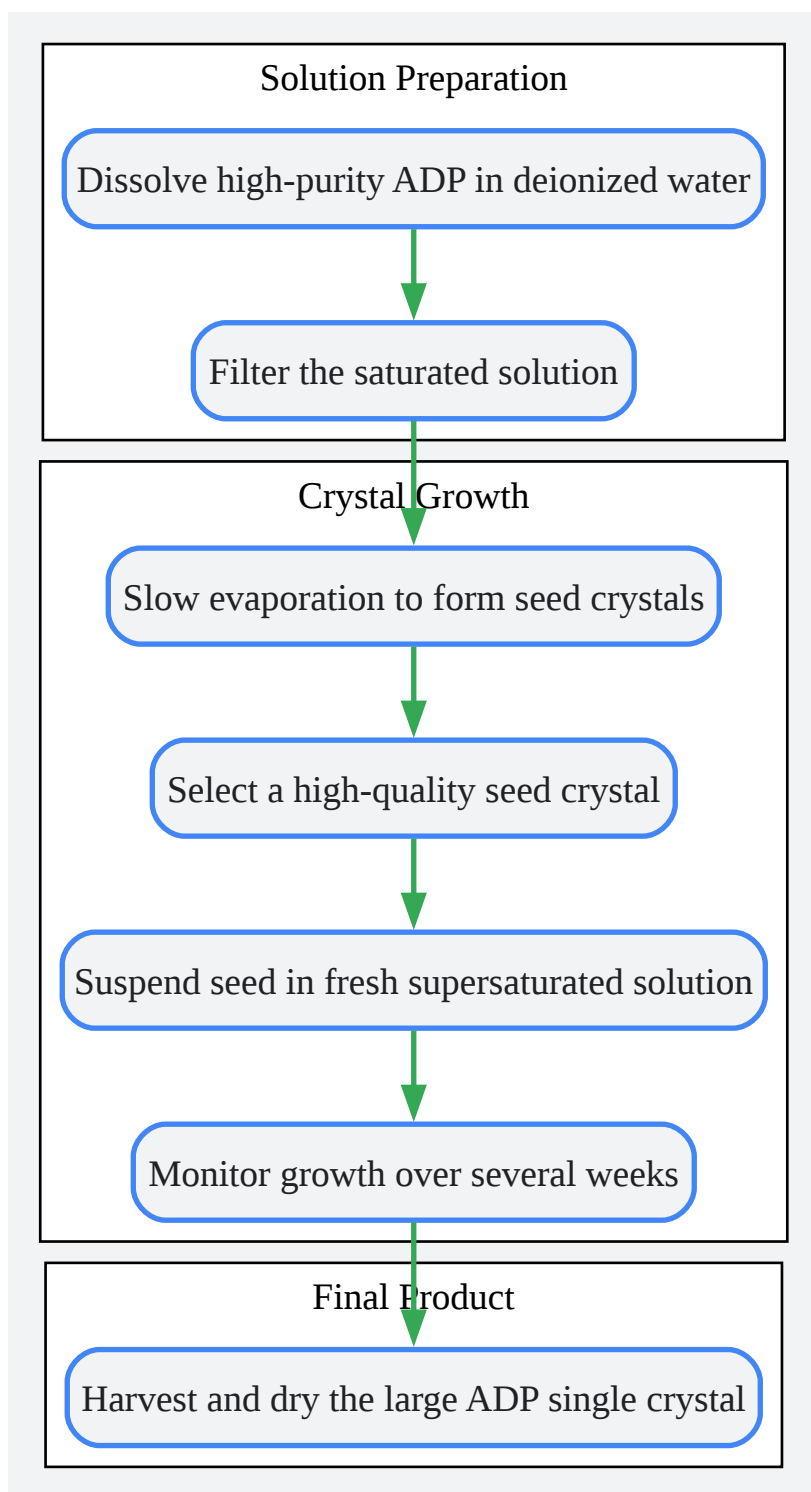 Solution Preparation
Dissolve high-purity ADP in deionized water
Filter the saturated solution
Crystal Growth
Slow evaporation to form seed crystals
Select a high-quality seed crystal
Suspend seed in fresh supersaturated solution
Monitor growth over several weeks
Final Product
Harvest and dry the large ADP single crystal